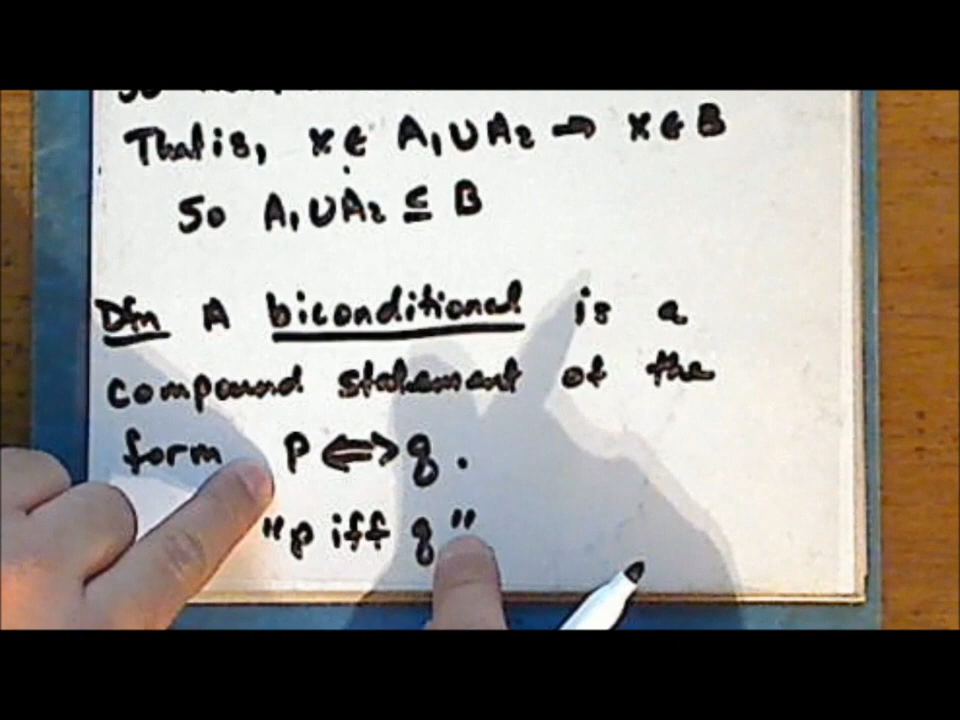 That is, x ∈ A₁ ∪ A₂ → x ∈ B
So A₁ ∪ A₂ ⊆ B
Dfn A biconditional is a
compound statement of the
form p ⇔ q.
"p iff q"